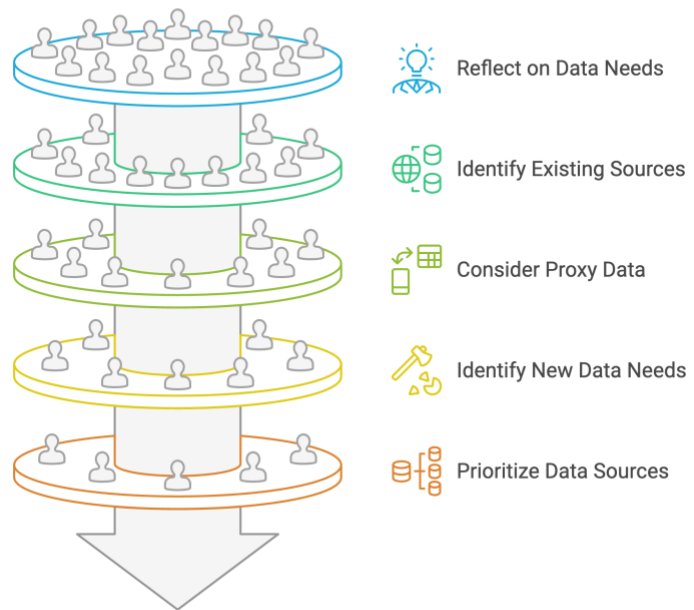 Reflect on Data Needs
Identify Existing Sources
Consider Proxy Data
Identify New Data Needs
Prioritize Data Sources